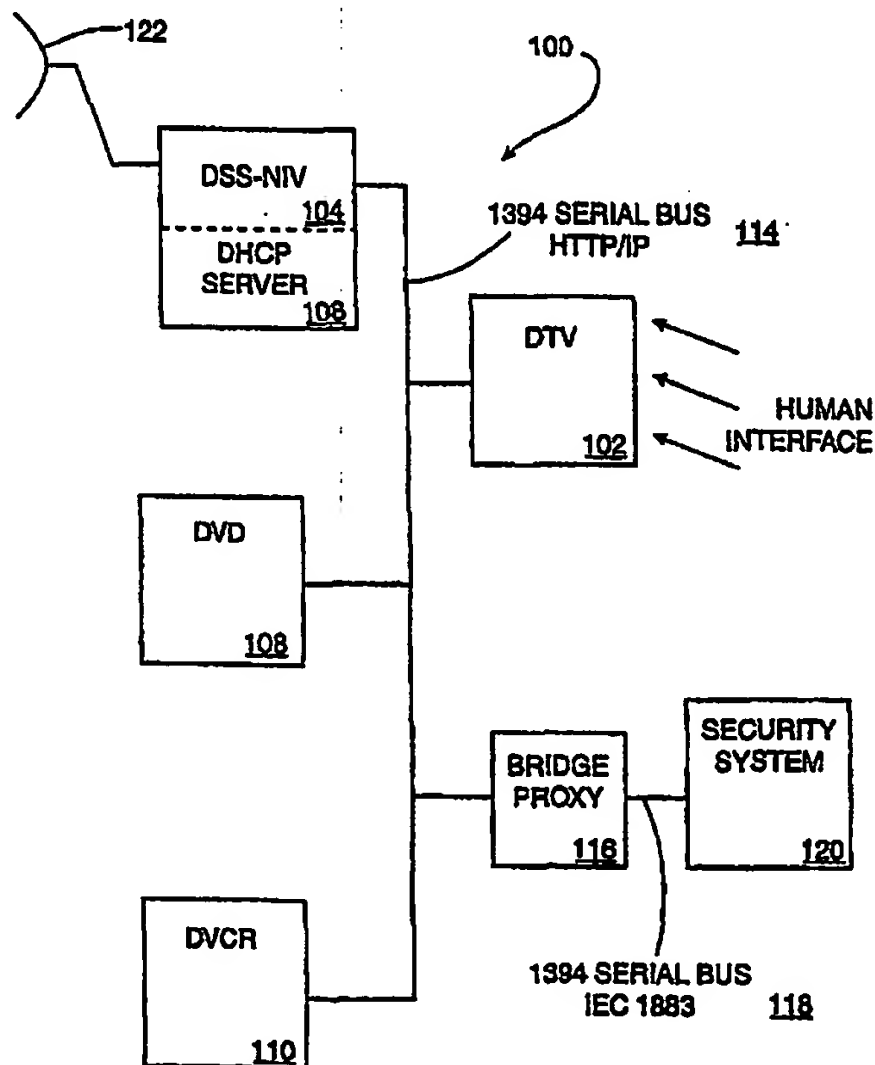 122
100
DSS-NIV
104
DHCP
SERVER
106
1394 SERIAL BUS
HTTP/IP
114
DTV
102
HUMAN
INTERFACE
DVD
108
BRIDGE
PROXY
116
SECURITY
SYSTEM
120
DVCR
110
1394 SERIAL BUS
IEC 1883
118